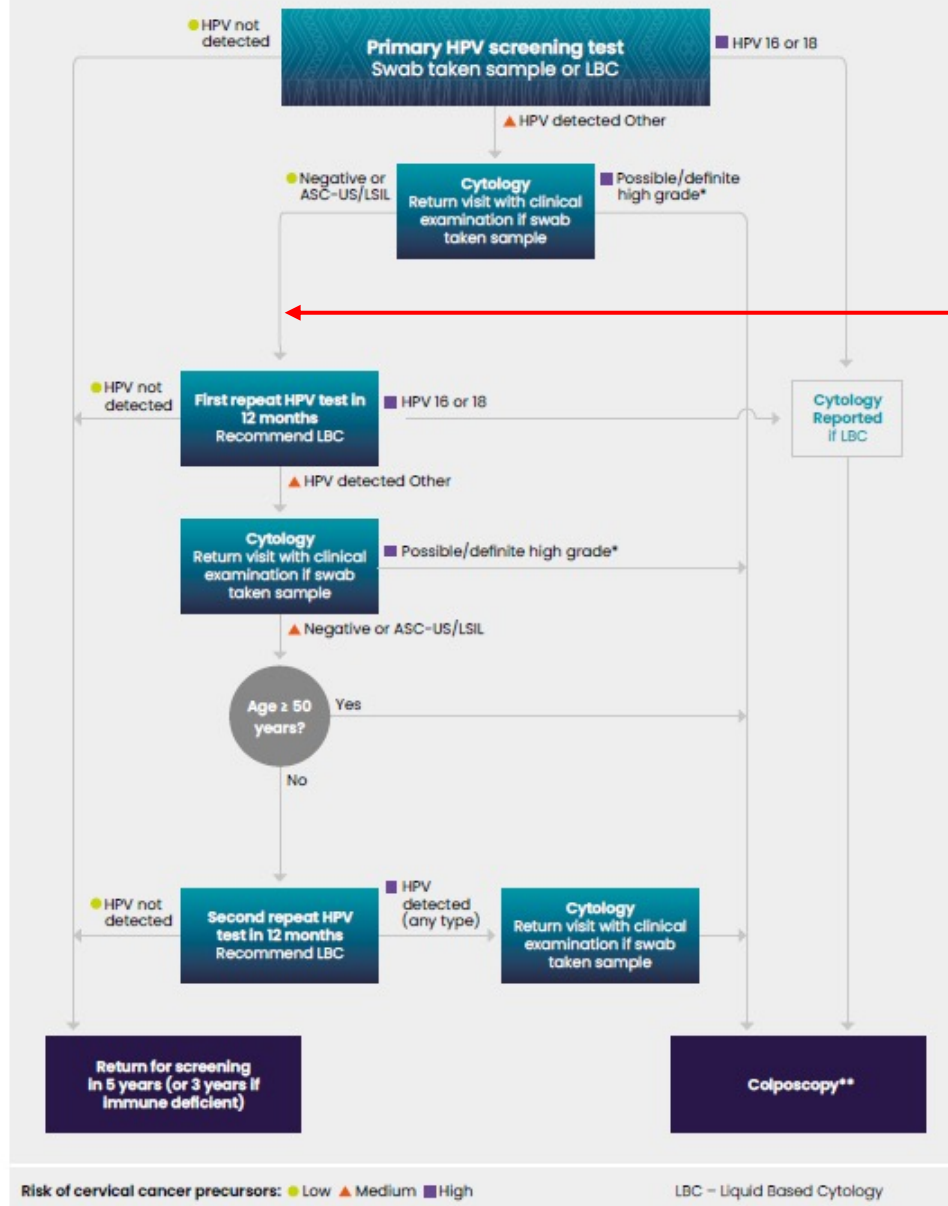 HPV not
detected
Primary HPV screening test
Swab taken sample or LBC
HPV 16 or 18
HPV detected Other
Negative or
ASC-US/LSIL
Cytology
Return visit with clinical
examination if swab
taken sample
Possible/definite
high grade*
HPV not
detected
First repeat HPV test in
12 months
Recommend LBC
HPV 16 or 18
Cytology
Reported
if LBC
HPV detected Other
Cytology
Return visit with clinical
examination if swab
taken sample
Possible/definite high grade*
Negative or ASC-US/LSIL
Age ≥ 50
years?
Yes
No
HPV not
detected
Second repeat HPV
test in 12 months
Recommend LBC
HPV
detected
(any type)
Cytology
Return visit with clinical
examination if swab
taken sample
Return for screening
in 5 years (or 3 years if
immune deficient)
Colposcopy**
Risk of cervical cancer precursors: Low Medium High
LBC – Liquid Based Cytology